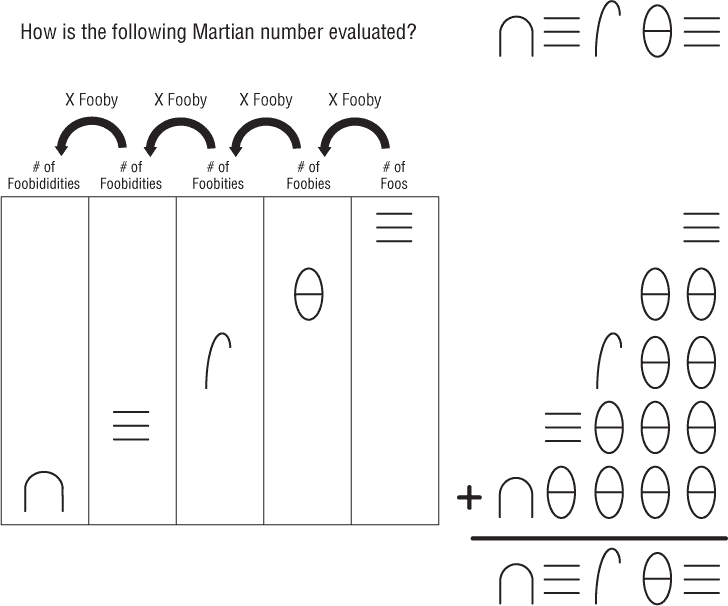 How is the following Martian number evaluated?
∩ ☰ ╭ θ ☰
X Fooby X Fooby X Fooby X Fooby
# of # of # of # of # of
Foobididities Foobidities Foobities Foobies Foos
☰ ☰
θ θ θ
╭ ╭ θ θ
☰ ☰ θ θ θ
∩ + ∩ θ θ θ θ
∩ ☰ ╭ θ ☰